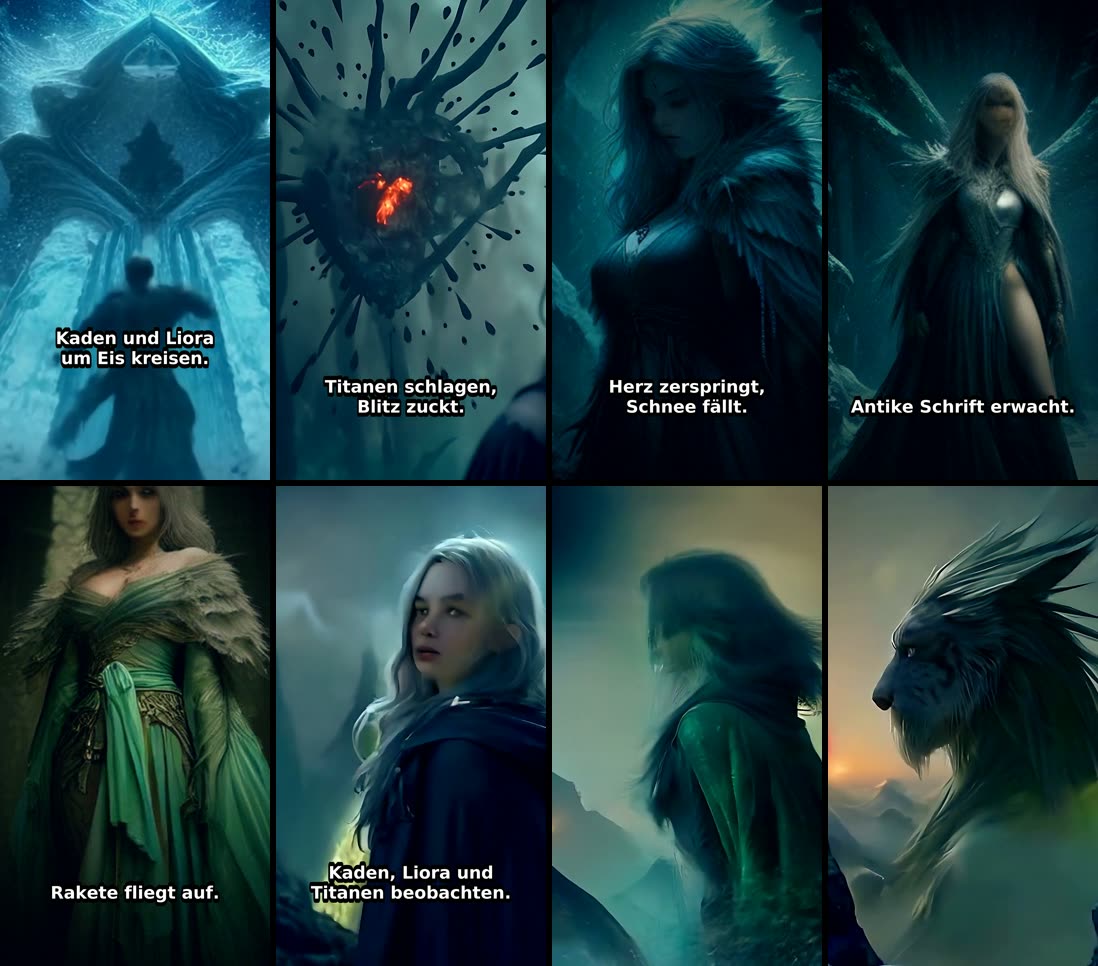 Kaden und Liora
um Eis kreisen.
Titanen schlagen,
Blitz zuckt.
Herz zerspringt,
Schnee fällt.
Antike Schrift erwacht.
Rakete fliegt auf.
Kaden, Liora und
Titanen beobachten.